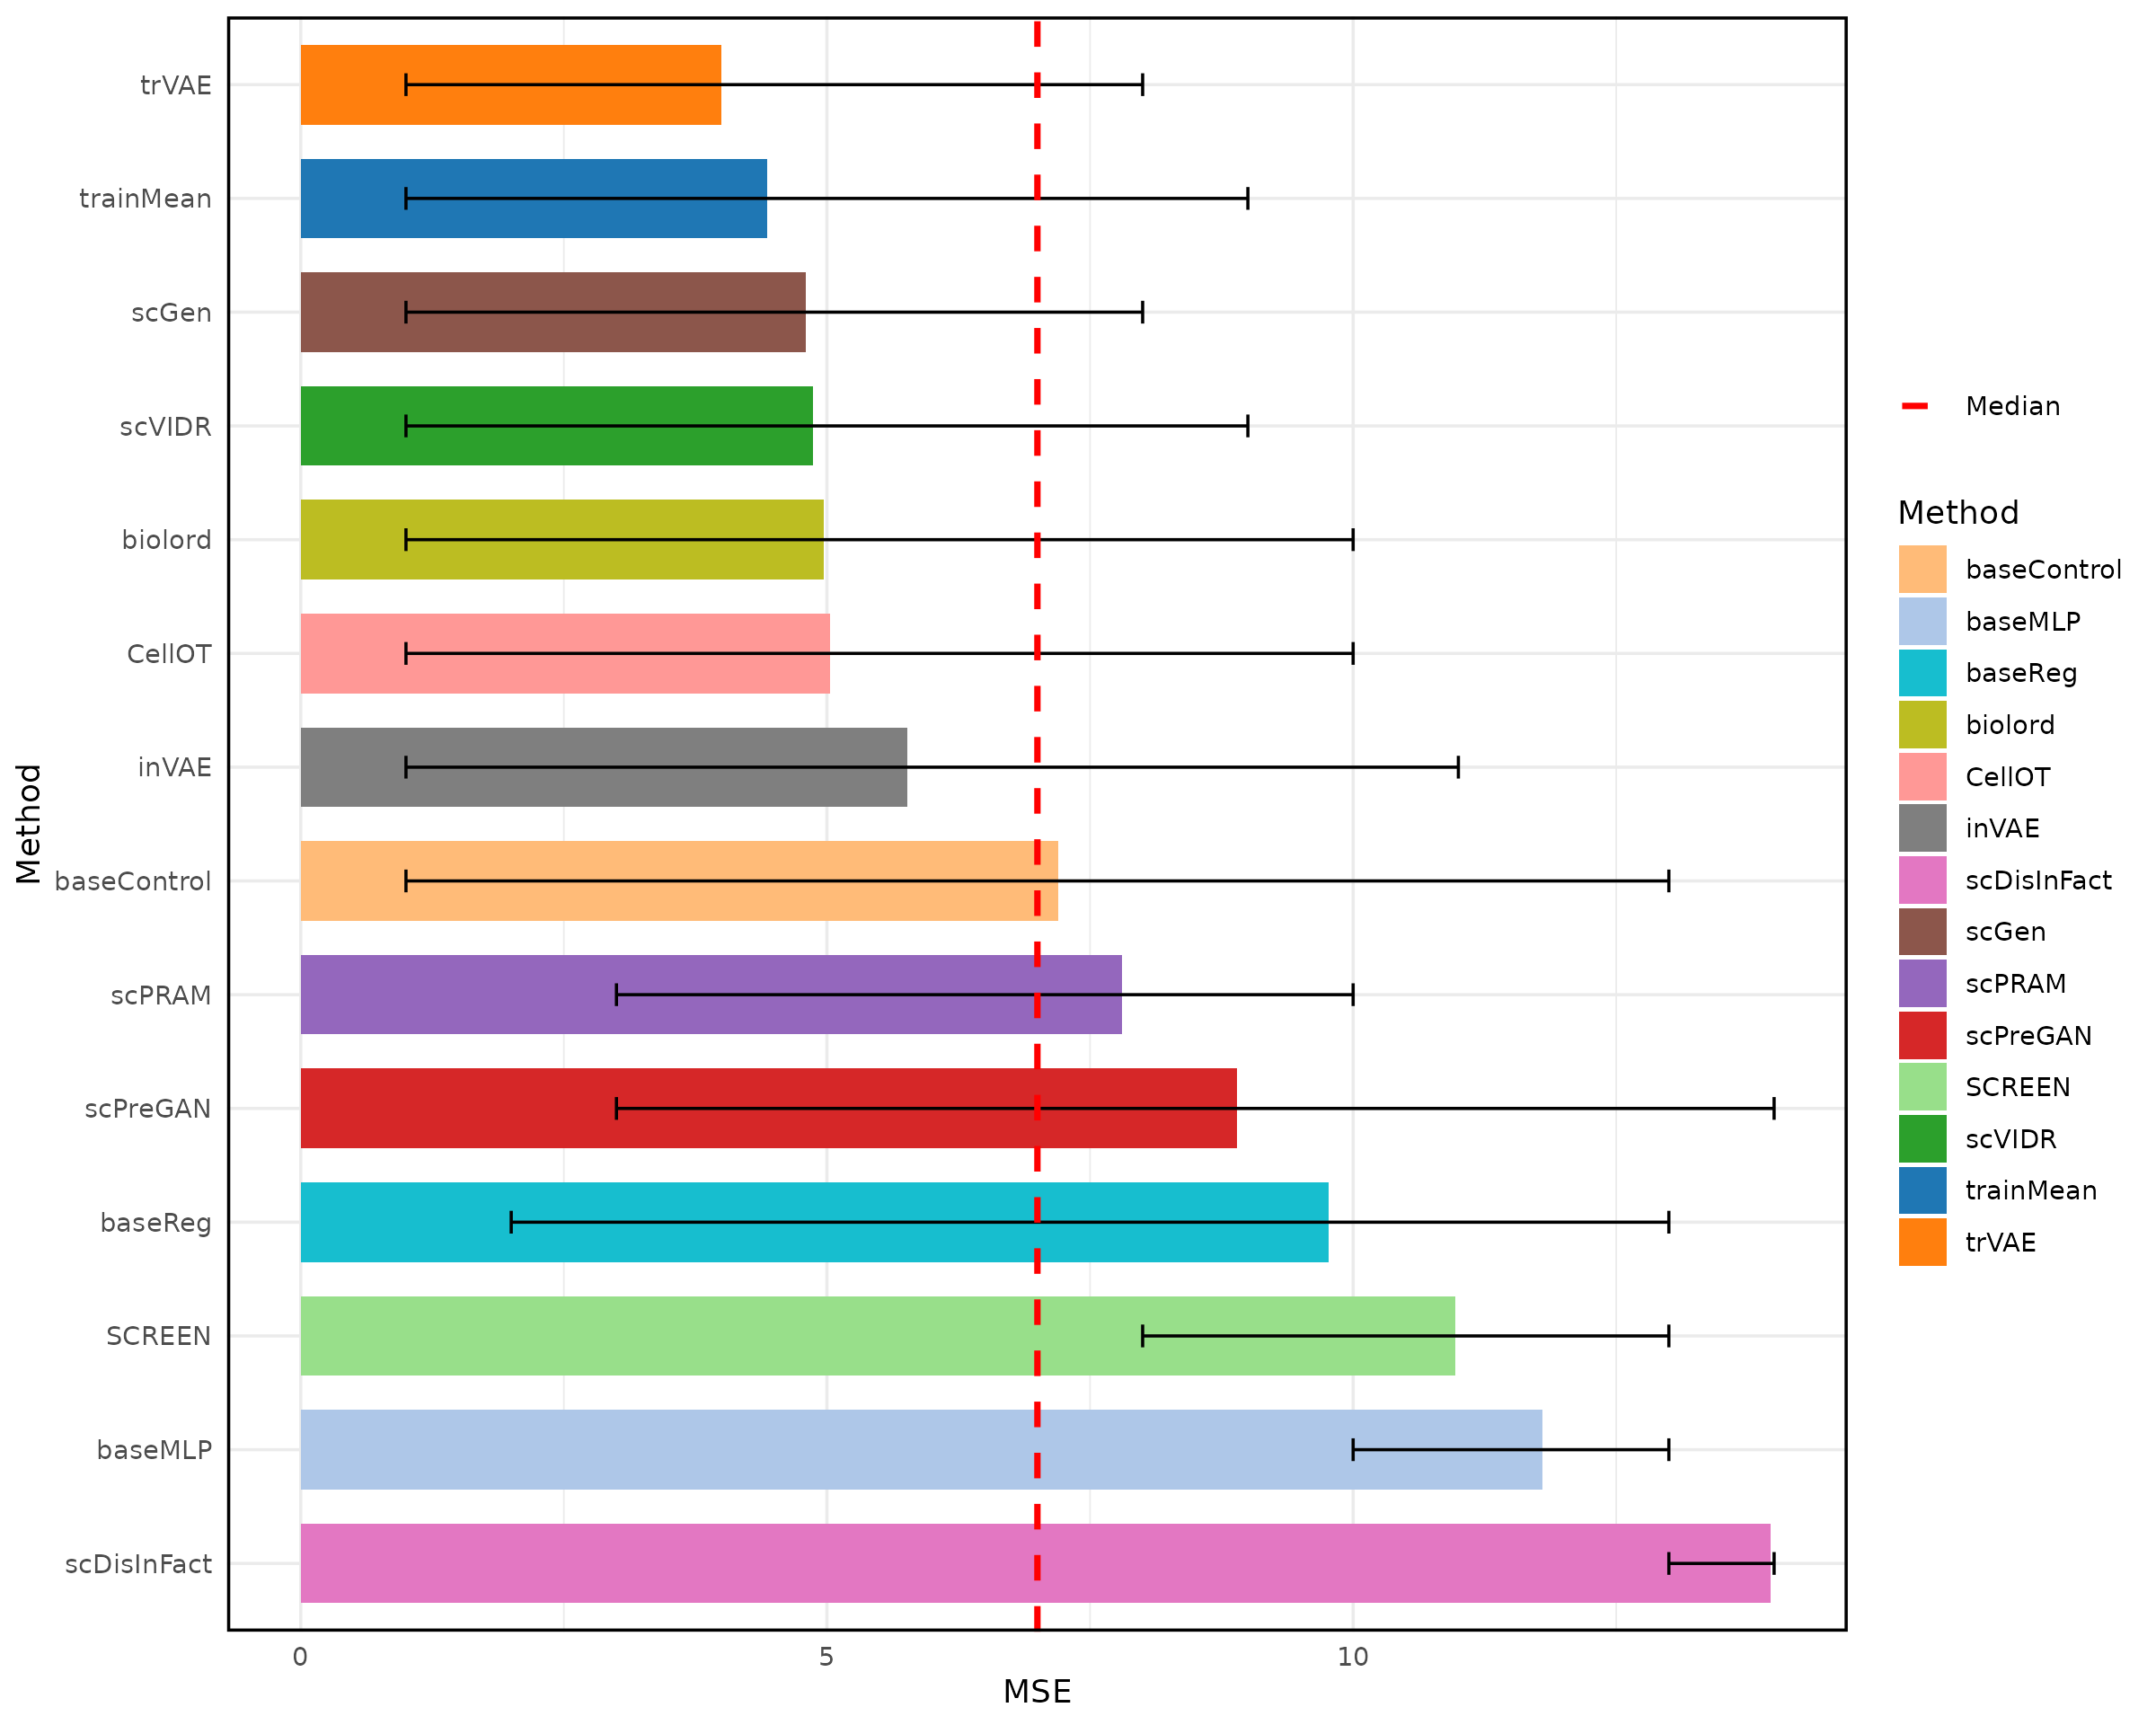 trVAE
trainMean
scGen
scVIDR
biolord
CellOT
inVAE
baseControl
scPRAM
scPreGAN
baseReg
SCREEN
baseMLP
scDisInFact
Method
0
5
10
MSE
Median
Method
baseControl
baseMLP
baseReg
biolord
CellOT
inVAE
scDisInFact
scGen
scPRAM
scPreGAN
SCREEN
scVIDR
trainMean
trVAE